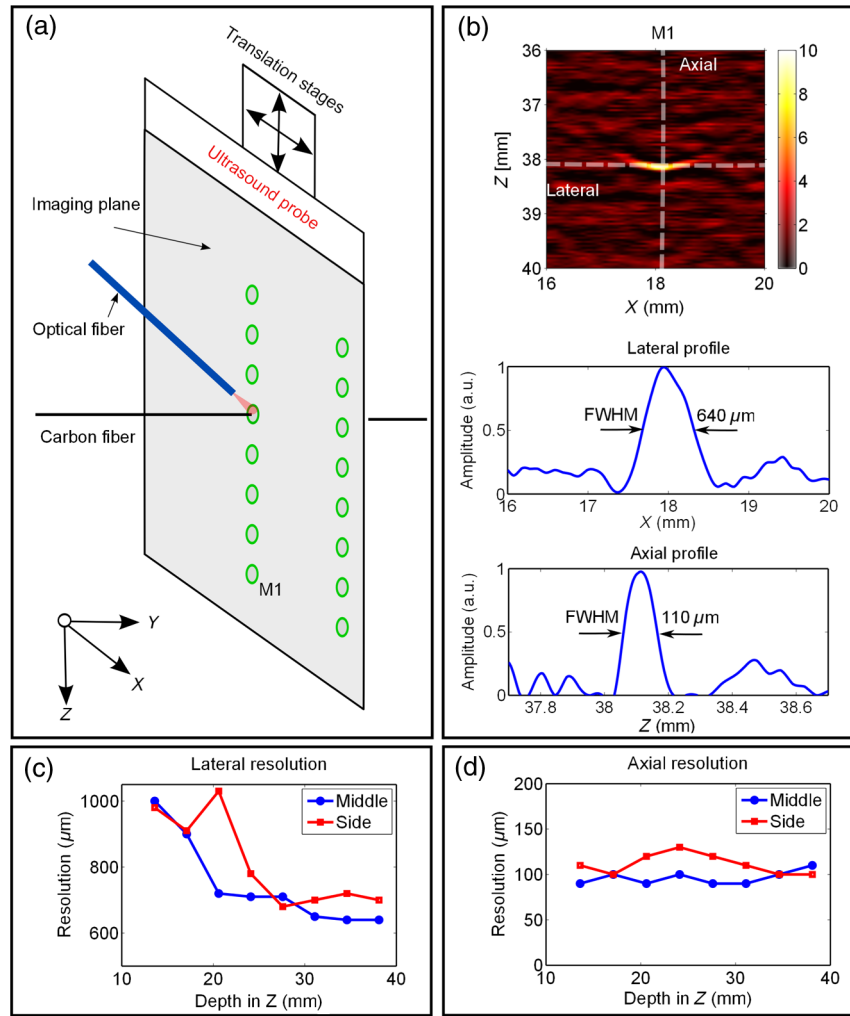 (a)
Translation stages
Ultrasound probe
Imaging plane
Optical fiber
Carbon fiber
M1
Y
X
Z
(b)
M1
Axial
Lateral
36
37
38
39
40
Z [mm]
16
18
20
X (mm)
10
8
6
4
2
0
Lateral profile
Amplitude (a.u.)
1
0.5
0
FWHM
640 µm
16
17
18
19
20
X (mm)
Axial profile
Amplitude (a.u.)
1
0.5
0
FWHM
110 µm
37.8
38
38.2
38.4
38.6
Z (mm)
(c)
Lateral resolution
Resolution (µm)
1000
800
600
Middle
Side
10
20
30
40
Depth in Z (mm)
(d)
Axial resolution
Resolution (µm)
200
150
100
50
0
Middle
Side
10
20
30
40
Depth in Z (mm)